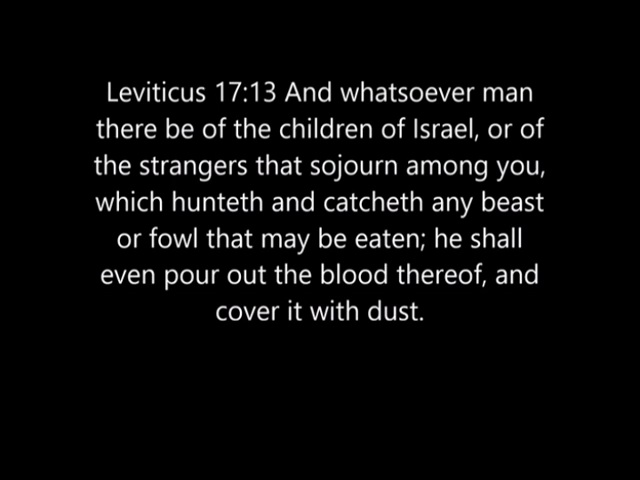 Leviticus 17:13 And whatsoever man
there be of the children of Israel, or of
the strangers that sojourn among you,
which hunteth and catcheth any beast
or fowl that may be eaten; he shall
even pour out the blood thereof, and
cover it with dust.